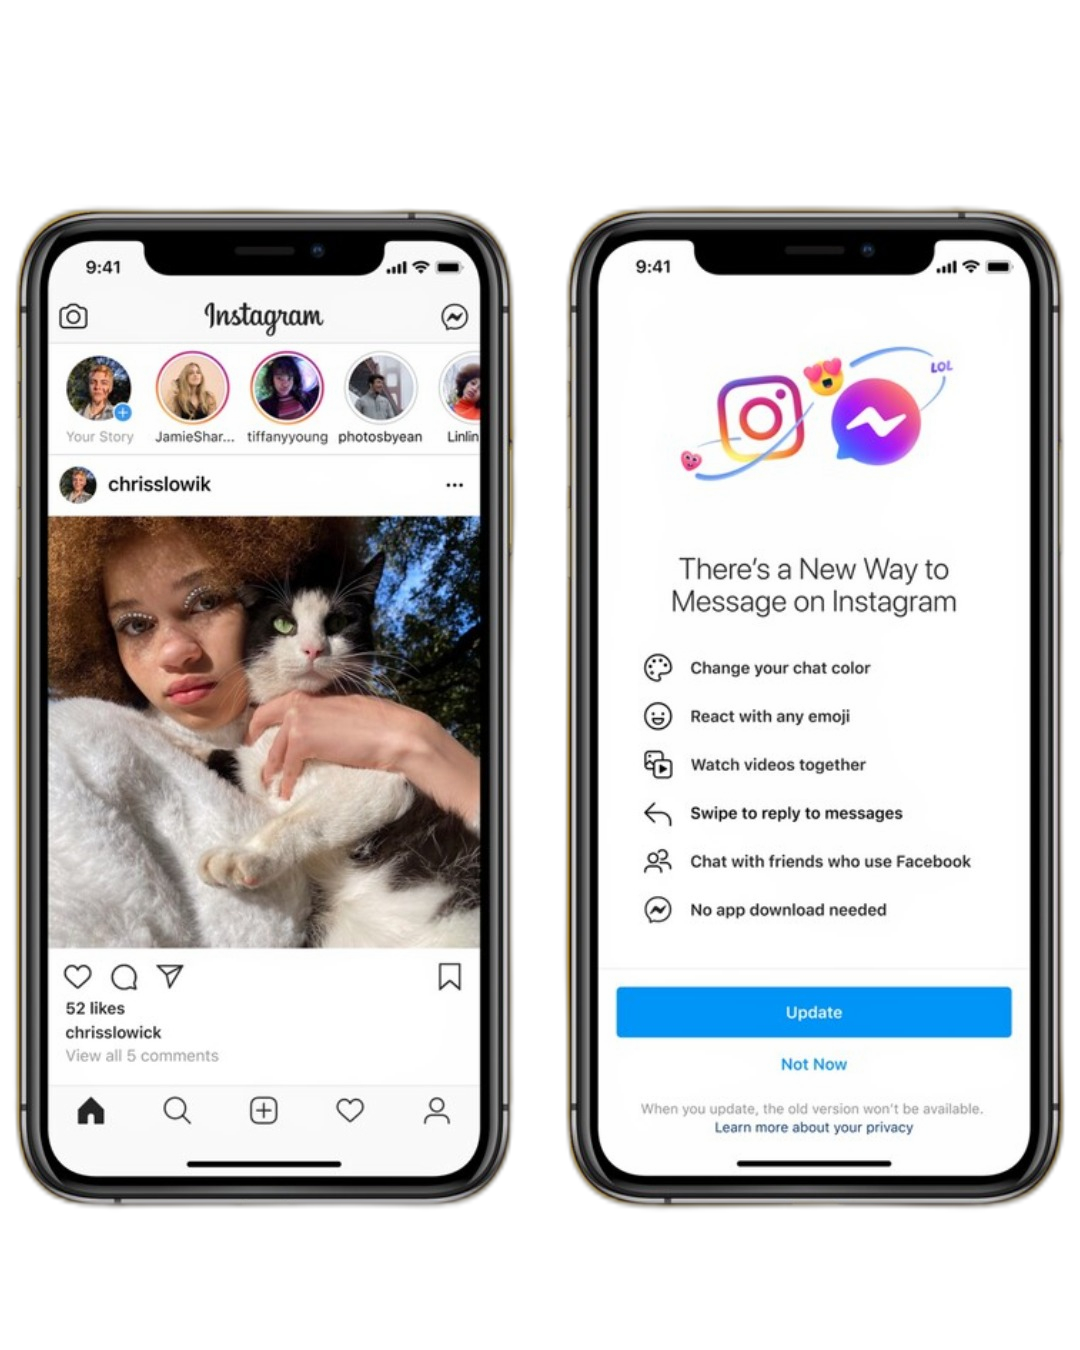 9:41
Instagram
Your Story
JamieShar...
tiffanyyoung
photosbyean
Linlin
chrisslowik
52 likes
chrisslowick
View all 5 comments
9:41
LOL
There's a New Way to
Message on Instagram
Change your chat color
React with any emoji
Watch videos together
Swipe to reply to messages
Chat with friends who use Facebook
No app download needed
Update
Not Now
When you update, the old version won't be available.
Learn more about your privacy